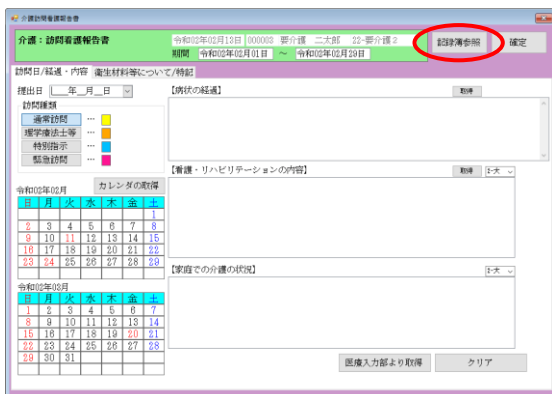 介護訪問看護報告書
介護：訪問看護報告書
令和02年02月13日 000003 要介護 二太郎 22-要介護2
期間 令和02年02月01日 ～ 令和02年02月29日
記録簿参照 確定
訪問日/経過・内容 衛生材料等について/特記
提出日 __年__月__日
訪問種類
通常訪問 …
理学療法士等 …
特別指示 …
緊急訪問 …
【病状の経過】 取得
【看護・リハビリテーションの内容】 取得 1-大
【家庭での介護の状況】 1-大
令和02年02月 カレンダの取得
日 月 火 水 木 金 土
1
2 3 4 5 6 7 8
9 10 11 12 13 14 15
16 17 18 19 20 21 22
23 24 25 26 27 28 29
令和02年03月
日 月 火 水 木 金 土
1 2 3 4 5 6 7
8 9 10 11 12 13 14
15 16 17 18 19 20 21
22 23 24 25 26 27 28
29 30 31
医療入力部より取得 クリア